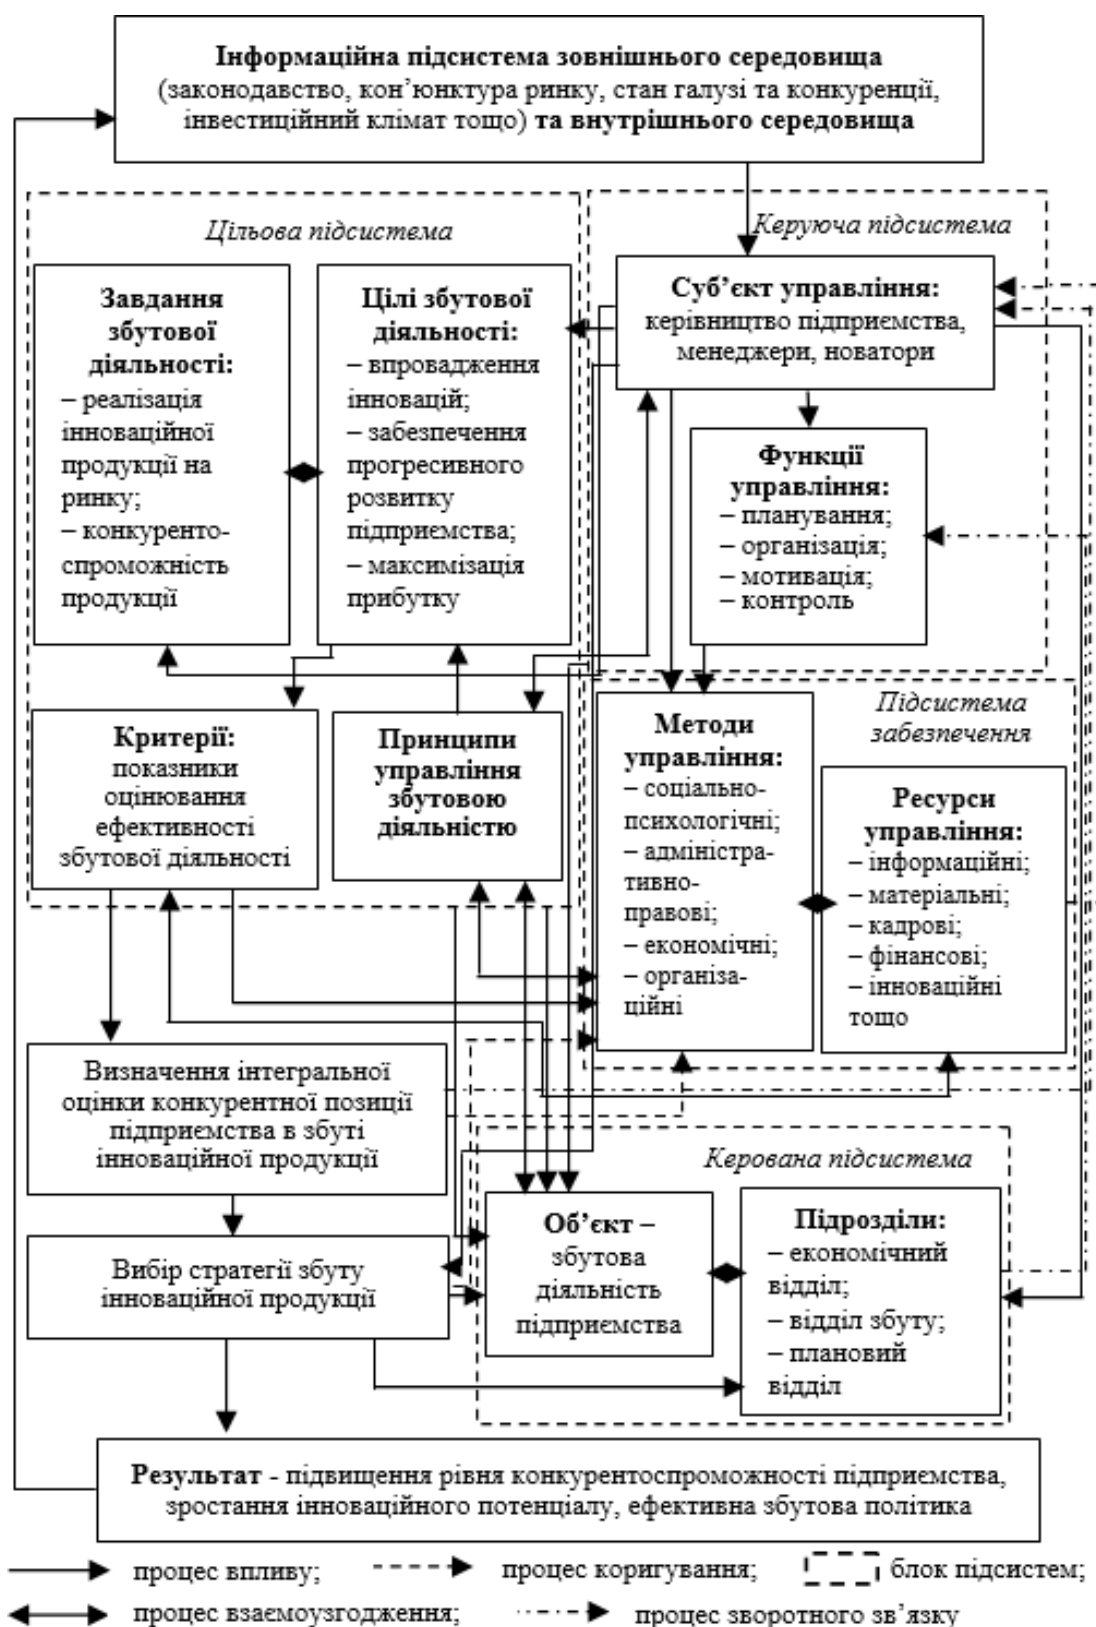 Інформаційна підсистема зовнішнього середовища
(законодавство, кон’юнктура ринку, стан галузі та конкуренції,
інвестиційний клімат тощо) та внутрішнього середовища
Цільова підсистема
Завдання
збутової
діяльності:
– реалізація
інноваційної
продукції на
ринку;
– конкуренто-
спроможність
продукції
Цілі збутової
діяльності:
– впровадження
інновацій;
– забезпечення
прогресивного
розвитку
підприємства;
– максимізація
прибутку
Керуюча підсистема
Суб’єкт управління:
керівництво підприємства,
менеджери, новатори
Функції
управління:
– планування;
– організація;
– мотивація;
– контроль
Критерії:
показники
оцінювання
ефективності
збутової діяльності
Принципи
управління
збутовою
діяльністю
Підсистема
забезпечення
Методи
управління:
– соціально-
психологічні;
– адміністра-
тивно-
правові;
– економічні;
– організа-
ційні
Ресурси
управління:
– інформаційні;
– матеріальні;
– кадрові;
– фінансові;
– інноваційні
тощо
Визначення інтегральної
оцінки конкурентної позиції
підприємства в збуті
інноваційної продукції
Вибір стратегії збуту
інноваційної продукції
Керована підсистема
Об’єкт –
збутова
діяльність
підприємства
Підрозділи:
– економічний
відділ;
– відділ збуту;
– плановий
відділ
Результат - підвищення рівня конкурентоспроможності підприємства,
зростання інноваційного потенціалу, ефективна збутова політика
процес впливу;
процес коригування;
блок підсистем;
процес взаємоузгодження;
процес зворотного зв’язку